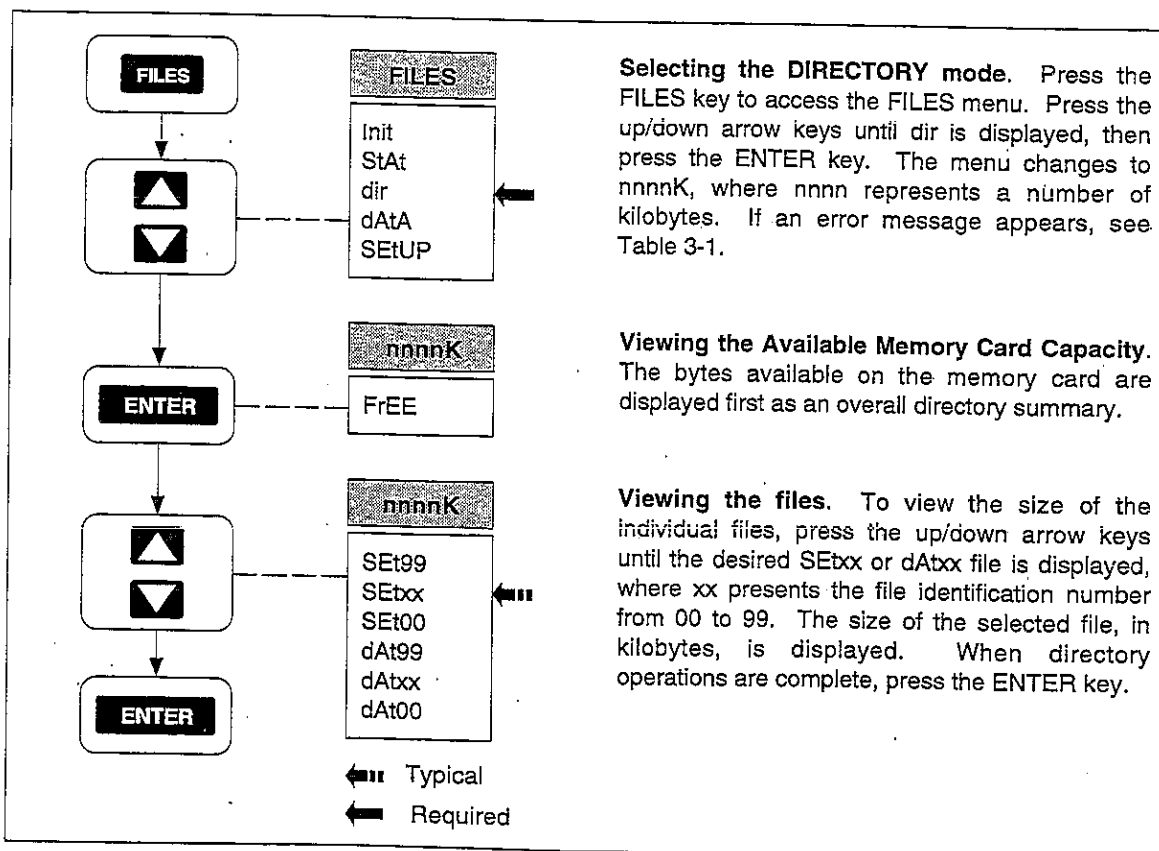 FILES
FILES
Init
StAt
dir
dAtA
SEtUP
Selecting the DIRECTORY mode. Press the
FILES key to access the FILES menu. Press the
up/down arrow keys until dir is displayed, then
press the ENTER key. The menu changes to
nnnnK, where nnnn represents a number of
kilobytes. If an error message appears, see
Table 3-1.
ENTER
nnnnK
FrEE
Viewing the Available Memory Card Capacity.
The bytes available on the memory card are
displayed first as an overall directory summary.
nnnnK
SEt99
SEtxx
SEt00
dAt99
dAtxx
dAt00
Viewing the files. To view the size of the
individual files, press the up/down arrow keys
until the desired SEtxx or dAtxx file is displayed,
where xx presents the file identification number
from 00 to 99. The size of the selected file, in
kilobytes, is displayed. When directory
operations are complete, press the ENTER key.
ENTER
Typical
Required